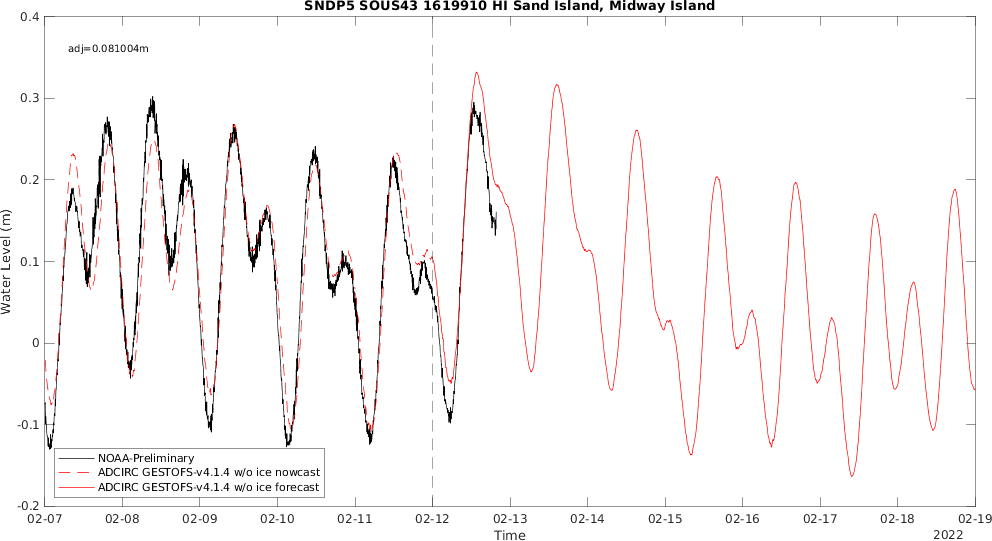 SNDP5 SOUS43 1619910 HI Sand Island, Midway Island
0.4
adj=0.081004m
0.3
0.2
0.1
0
-0.1
-0.2
Water Level (m)
NOAA-Preliminary
ADCIRC GESTOFS-v4.1.4 w/o ice nowcast
ADCIRC GESTOFS-v4.1.4 w/o ice forecast
02-07 02-08 02-09 02-10 02-11 02-12 02-13 02-14 02-15 02-16 02-17 02-18 02-19
Time
2022